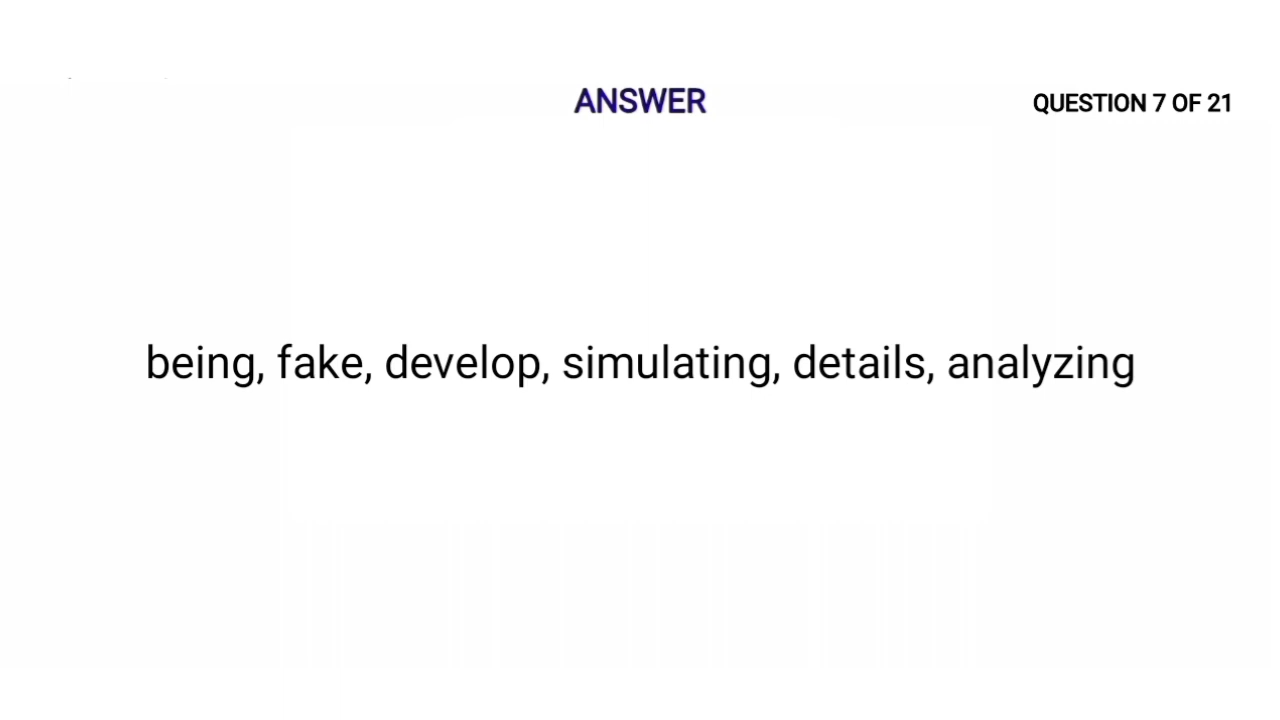 ANSWER
QUESTION 7 OF 21
being, fake, develop, simulating, details, analyzing